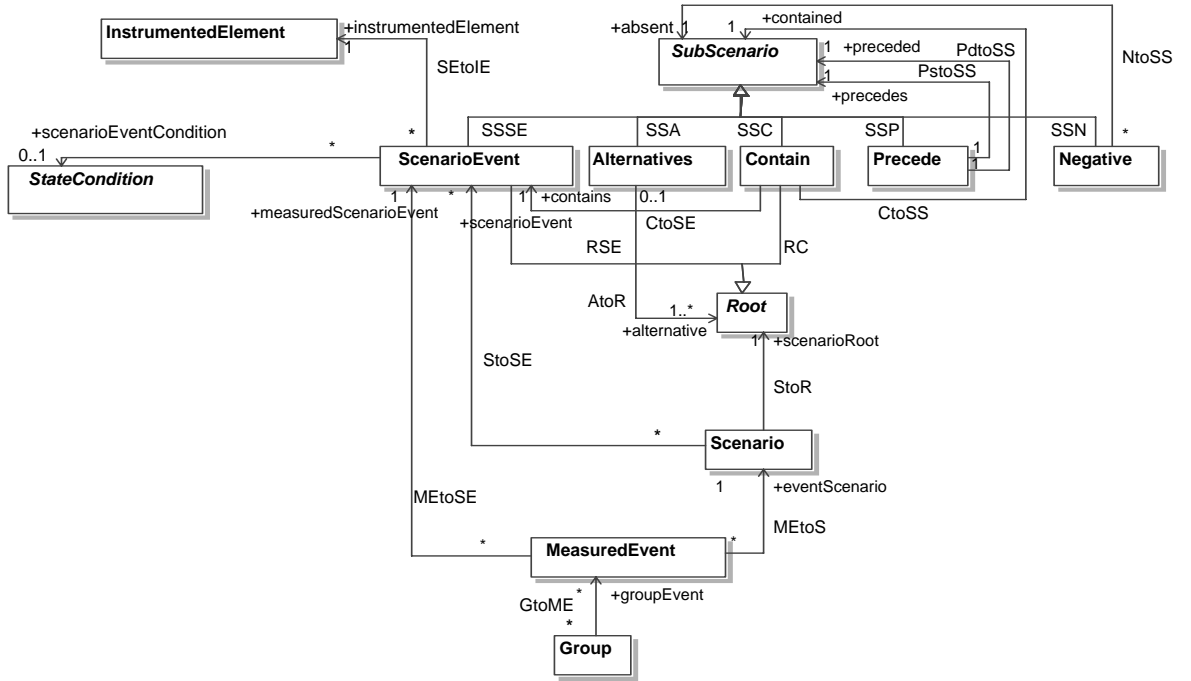 +absent 1
1 +contained
InstrumentedElement
+instrumentedElement
1
SubScenario
1 +preceded
PdtoSS
NtoSS
SEtoIE
1
PstoSS
+precedes
+scenarioEventCondition
*
SSSE
SSA
SSC
SSP
SSN
*
0..1
*
ScenarioEvent
Alternatives
Contain
Precede
1
1
Negative
StateCondition
1
*
1
+contains
0..1
+measuredScenarioEvent
+scenarioEvent
CtoSE
CtoSS
RSE
RC
AtoR
1..*
Root
+alternative
1
+scenarioRoot
StoSE
StoR
*
Scenario
1
+eventScenario
MEtoSE
MEtoS
*
MeasuredEvent
*
GtoME
*
+groupEvent
*
Group